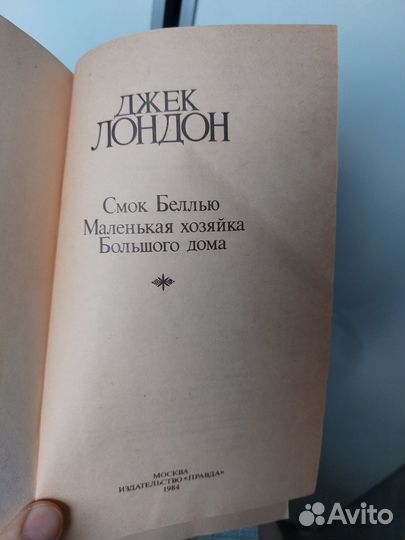 ДЖЕК
ЛОНДОН
Смок Беллью
Маленькая хозяйка
Большого дома
МОСКВА
ИЗДАТЕЛЬСТВО «ПРАВДА»
1984
Avito